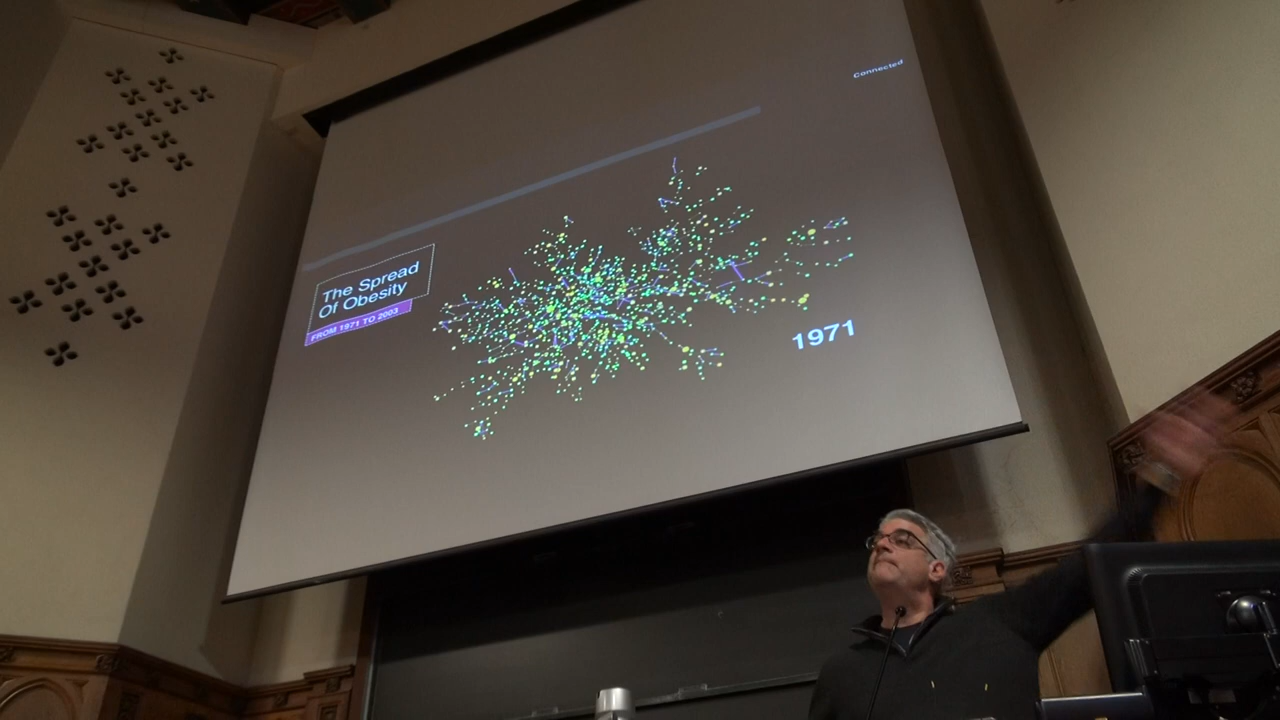 Connected
The Spread
Of Obesity
FROM 1971 TO 2003
1971